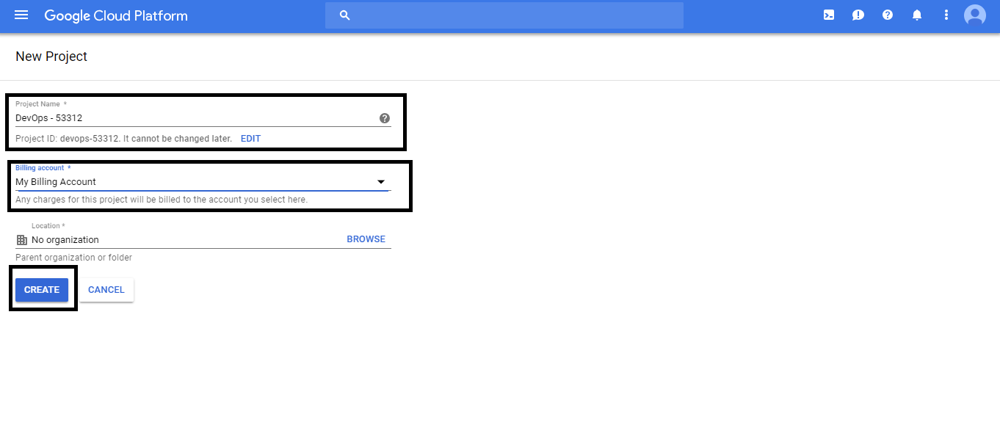 Google Cloud Platform
New Project
Project Name *
DevOps - 53312
Project ID: devops-53312. It cannot be changed later. EDIT
Billing account *
My Billing Account
Any charges for this project will be billed to the account you select here.
Location *
No organization BROWSE
Parent organization or folder
CREATE CANCEL